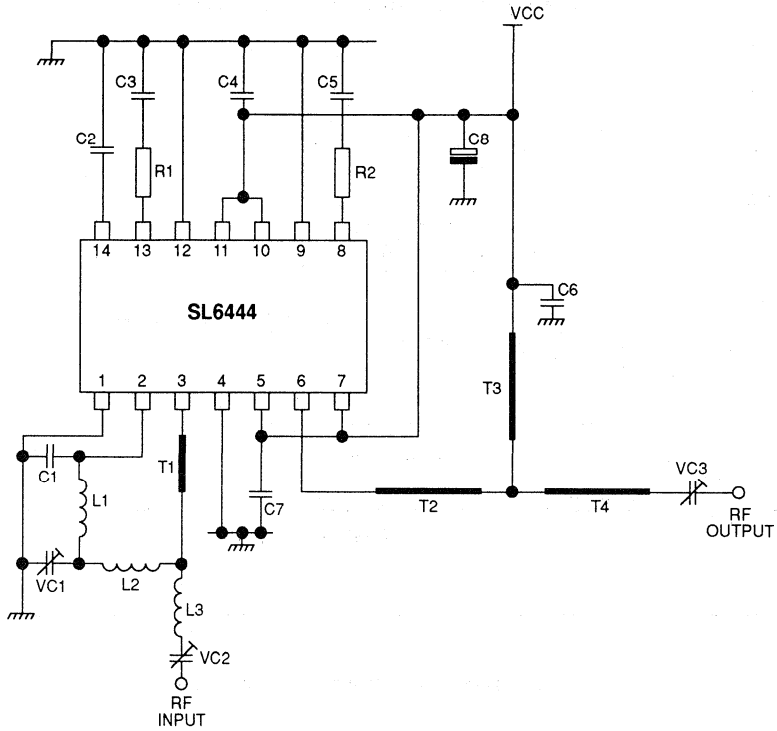 VCC
C3
C4
C5
C2
R1
R2
C8
14 13 12 11 10 9 8
SL6444
C6
1 2 3 4 5 6 7
T3
C1
T1
L1
C7
VC3
T2
T4
RF
OUTPUT
VC1
L2
L3
VC2
RF
INPUT